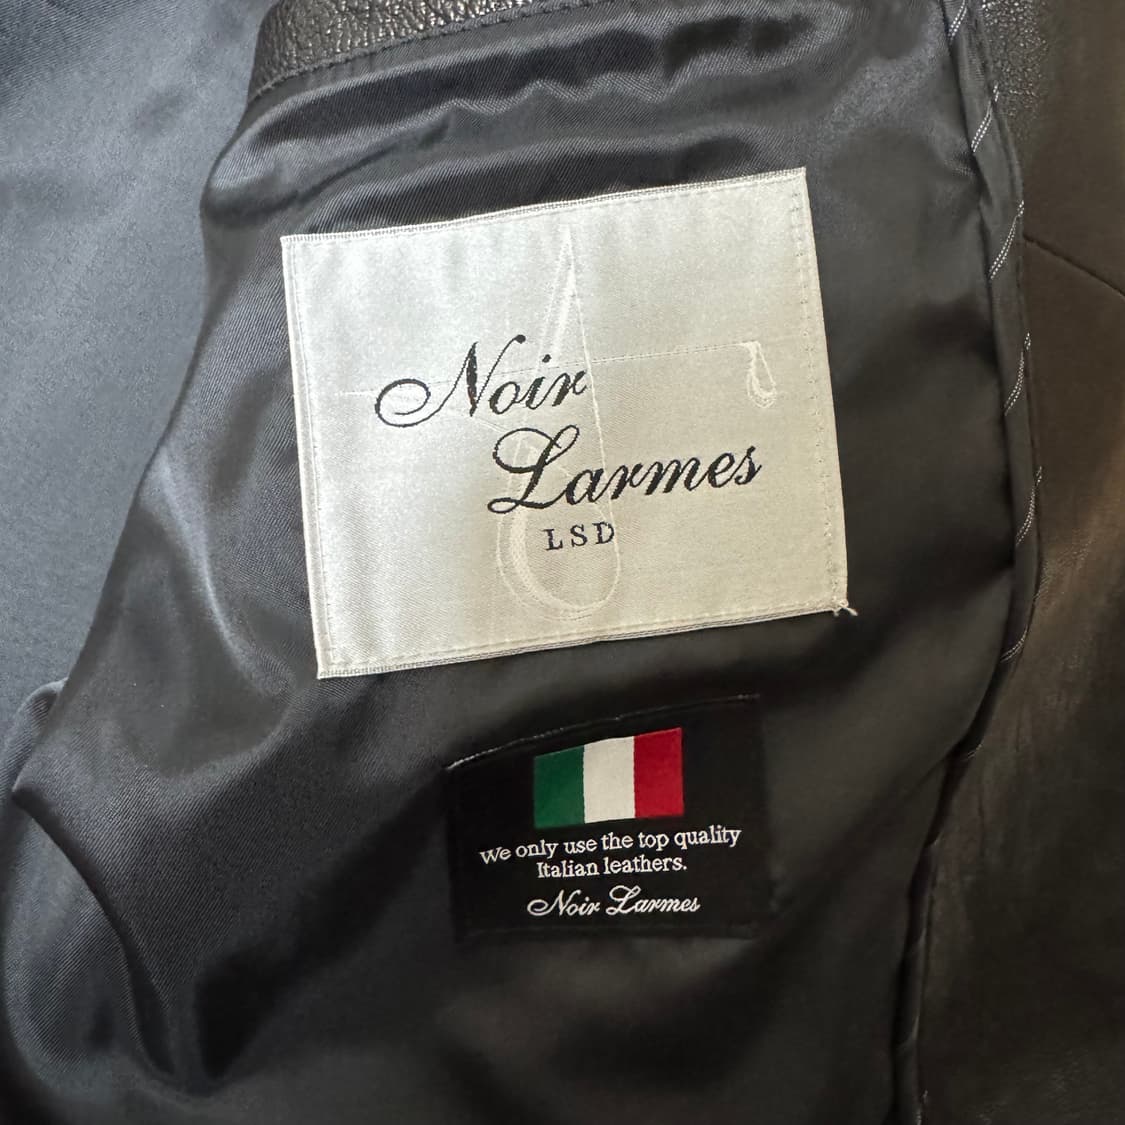 Noir
Larmes
LSD
We only use the top quality
Italian leathers.
Noir Larmes